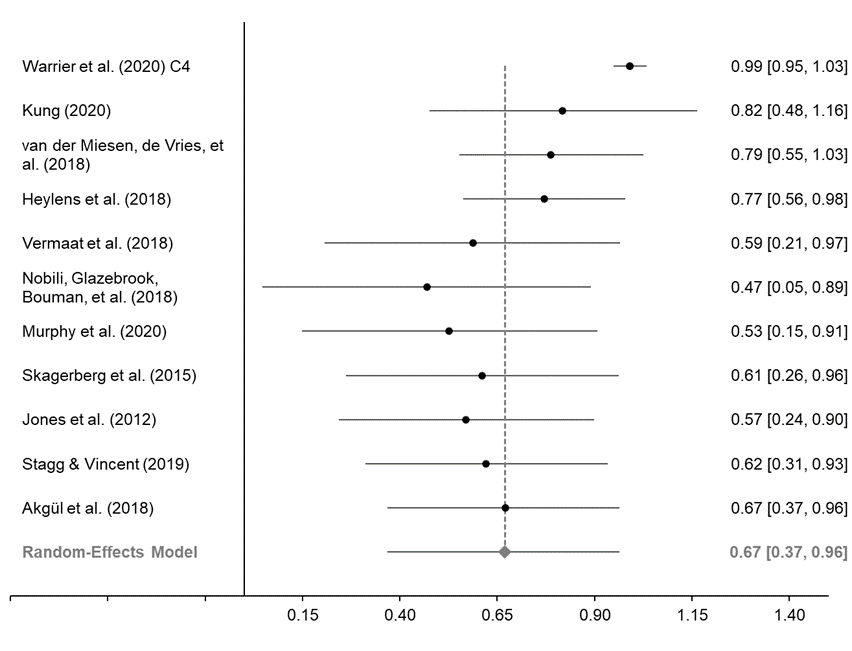 Warrier et al. (2020) C4 0.99 [0.95, 1.03]
Kung (2020) 0.82 [0.48, 1.16]
van der Miesen, de Vries, et
al. (2018) 0.79 [0.55, 1.03]
Heylens et al. (2018) 0.77 [0.56, 0.98]
Vermaat et al. (2018) 0.59 [0.21, 0.97]
Nobili, Glazebrook,
Bouman, et al. (2018) 0.47 [0.05, 0.89]
Murphy et al. (2020) 0.53 [0.15, 0.91]
Skagerberg et al. (2015) 0.61 [0.26, 0.96]
Jones et al. (2012) 0.57 [0.24, 0.90]
Stagg & Vincent (2019) 0.62 [0.31, 0.93]
Akgül et al. (2018) 0.67 [0.37, 0.96]
Random-Effects Model 0.67 [0.37, 0.96]
0.15 0.40 0.65 0.90 1.15 1.40